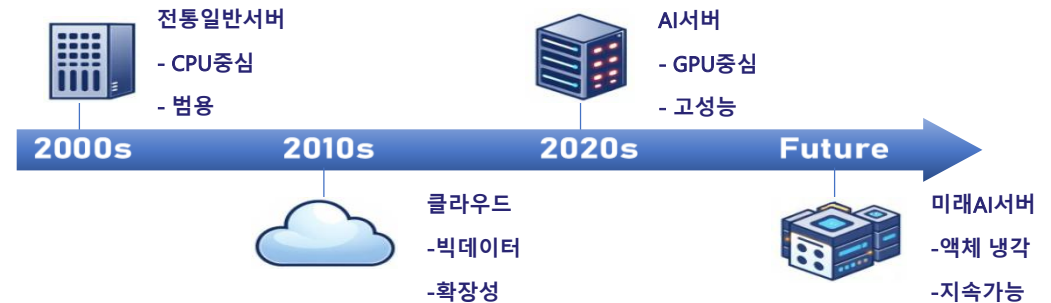 전통일반서버
- CPU중심
- 범용
AI서버
- GPU중심
- 고성능
2000s
2010s
2020s
Future
클라우드
-빅데이터
-확장성
미래AI서버
-액체 냉각
-지속가능